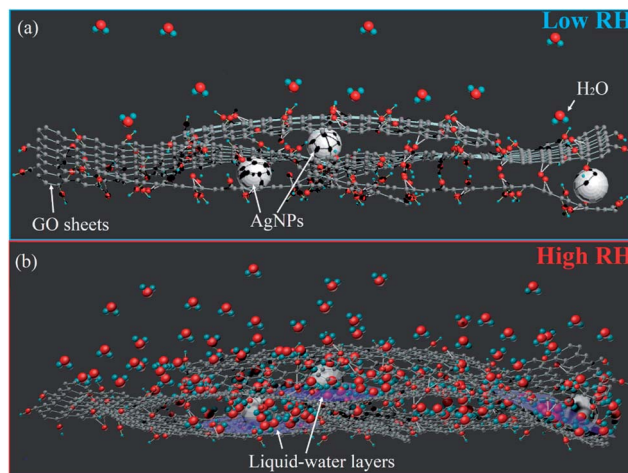 (a)
Low RH
H₂O
GO sheets
AgNPs
(b)
High RH
Liquid-water layers